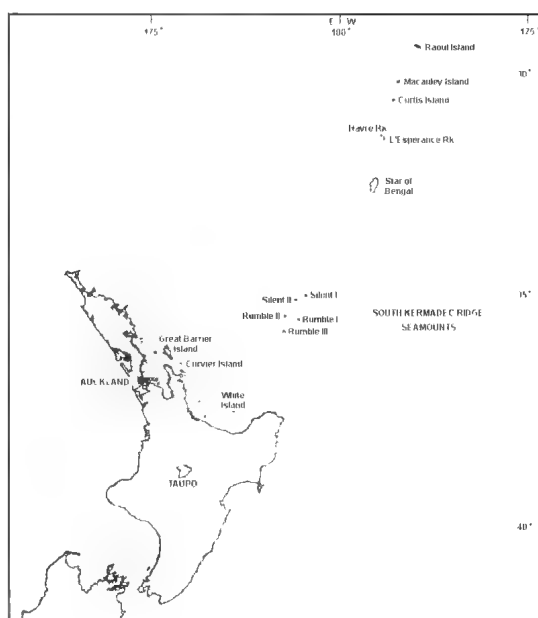 E | W
175°
180°
175°
Raoul Island
30°
Macauley Island
Curtis Island
Havre Rk
L'Esperance Rk
Star of
Bengal
35°
Silent I
Silent II
Rumble II
Rumble I
Rumble III
SOUTH KERMADEC RIDGE
SEAMOUNTS
Great Barrier
Island
Curvier Island
AUCKLAND
White
Island
TAUPO
40°